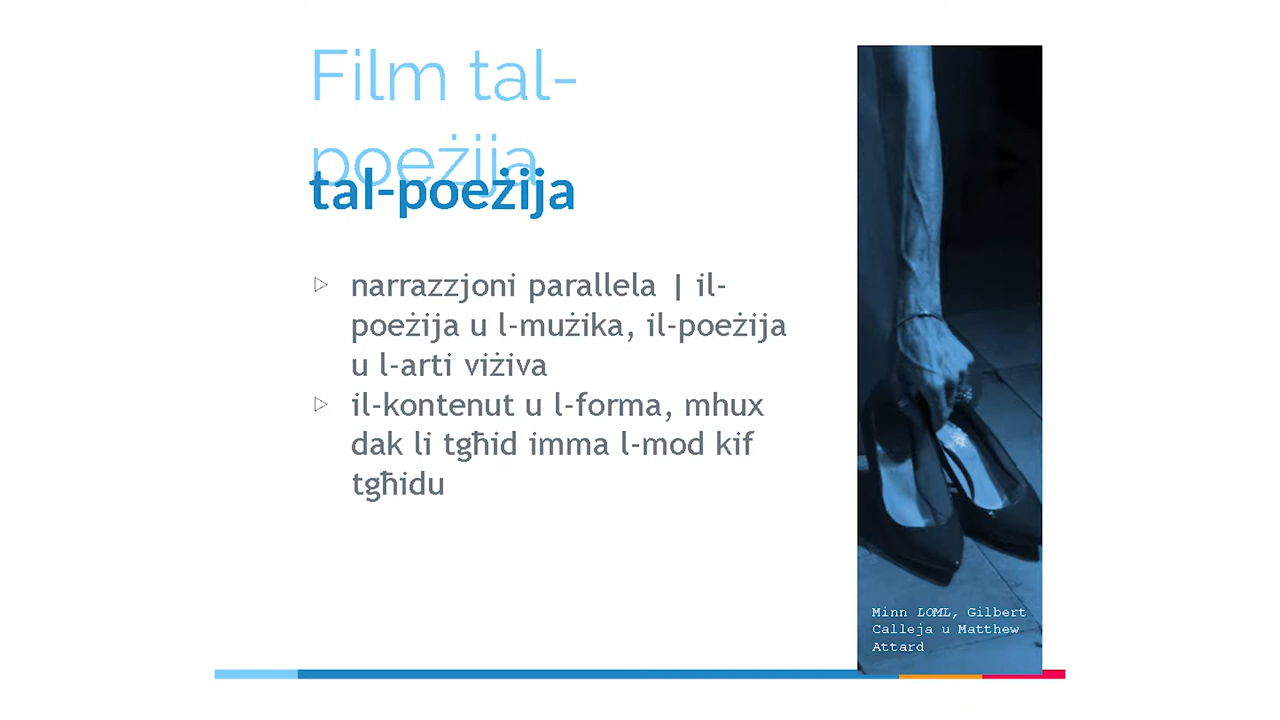 Film tal-
poeżija
tal-poeżija
▷ narrazzjoni parallela | il-
poeżija u l-mużika, il-poeżija
u l-arti viżiva
▷ il-kontenut u l-forma, mhux
dak li tgħid imma l-mod kif
tgħidu
Minn LOML, Gilbert
Calleja u Matthew
Attard